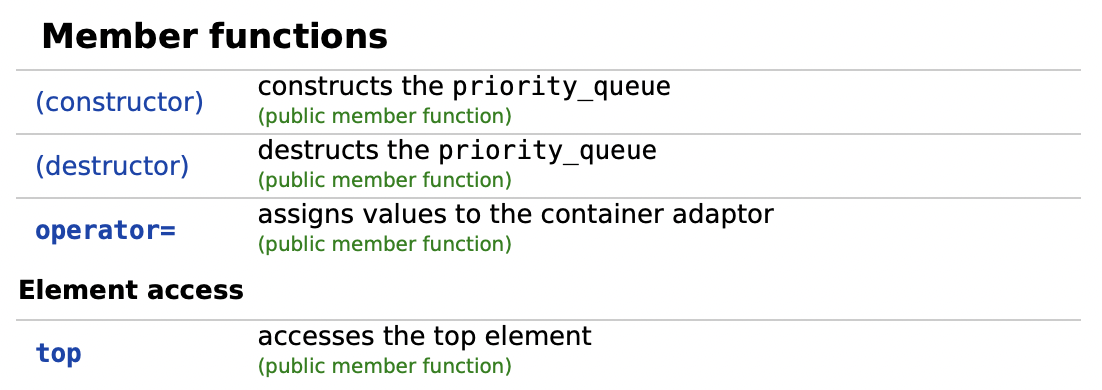 Member functions
(constructor)
constructs the priority_queue
(public member function)
(destructor)
destructs the priority_queue
(public member function)
operator=
assigns values to the container adaptor
(public member function)
Element access
top
accesses the top element
(public member function)